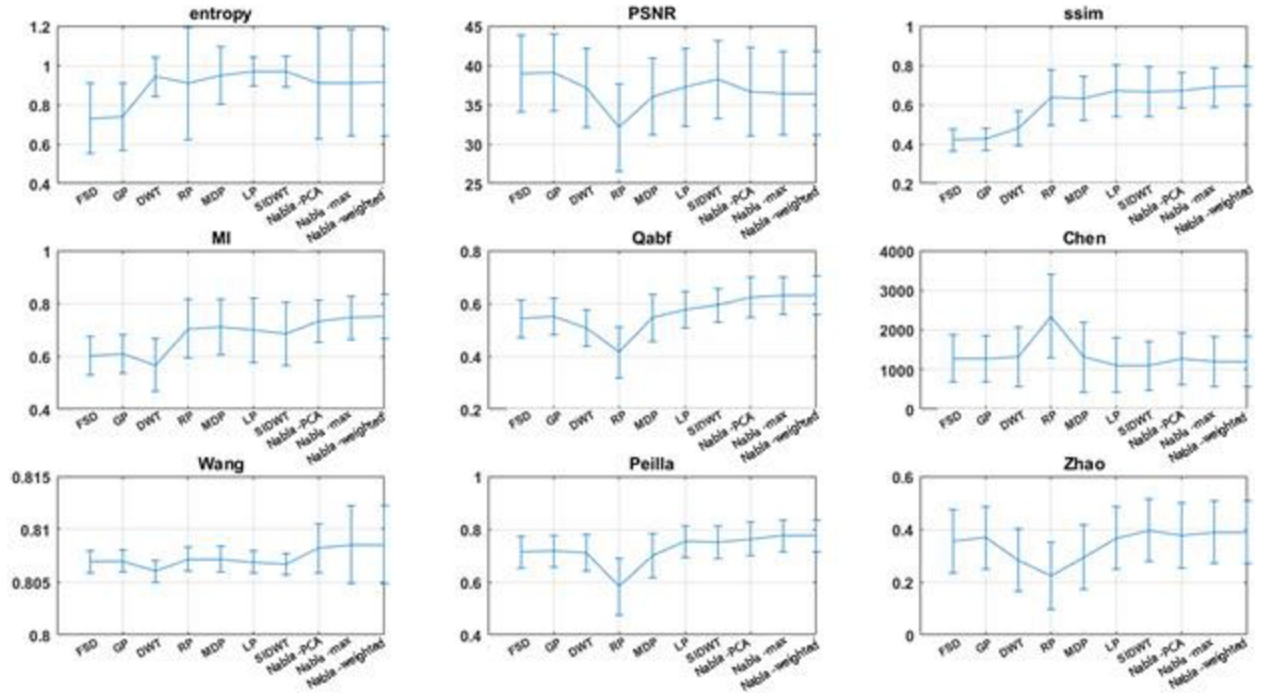 entropy
1.2
1
0.8
0.6
0.4
FSD GP DWT RP MDP LP SIDWT Nabla -PCA Nabla -max Nabla -weighted
PSNR
45
40
35
30
25
FSD GP DWT RP MDP LP SIDWT Nabla -PCA Nabla -max Nabla -weighted
ssim
1
0.8
0.6
0.4
0.2
FSD GP DWT RP MDP LP SIDWT Nabla -PCA Nabla -max Nabla -weighted
MI
1
0.8
0.6
0.4
FSD GP DWT RP MDP LP SIDWT Nabla -PCA Nabla -max Nabla -weighted
Qabf
0.8
0.6
0.4
0.2
FSD GP DWT RP MDP LP SIDWT Nabla -PCA Nabla -max Nabla -weighted
Chen
4000
3000
2000
1000
0
FSD GP DWT RP MDP LP SIDWT Nabla -PCA Nabla -max Nabla -weighted
Wang
0.815
0.81
0.805
0.8
FSD GP DWT RP MDP LP SIDWT Nabla -PCA Nabla -max Nabla -weighted
Peilla
1
0.8
0.6
0.4
FSD GP DWT RP MDP LP SIDWT Nabla -PCA Nabla -max Nabla -weighted
Zhao
0.6
0.4
0.2
0
FSD GP DWT RP MDP LP SIDWT Nabla -PCA Nabla -max Nabla -weighted